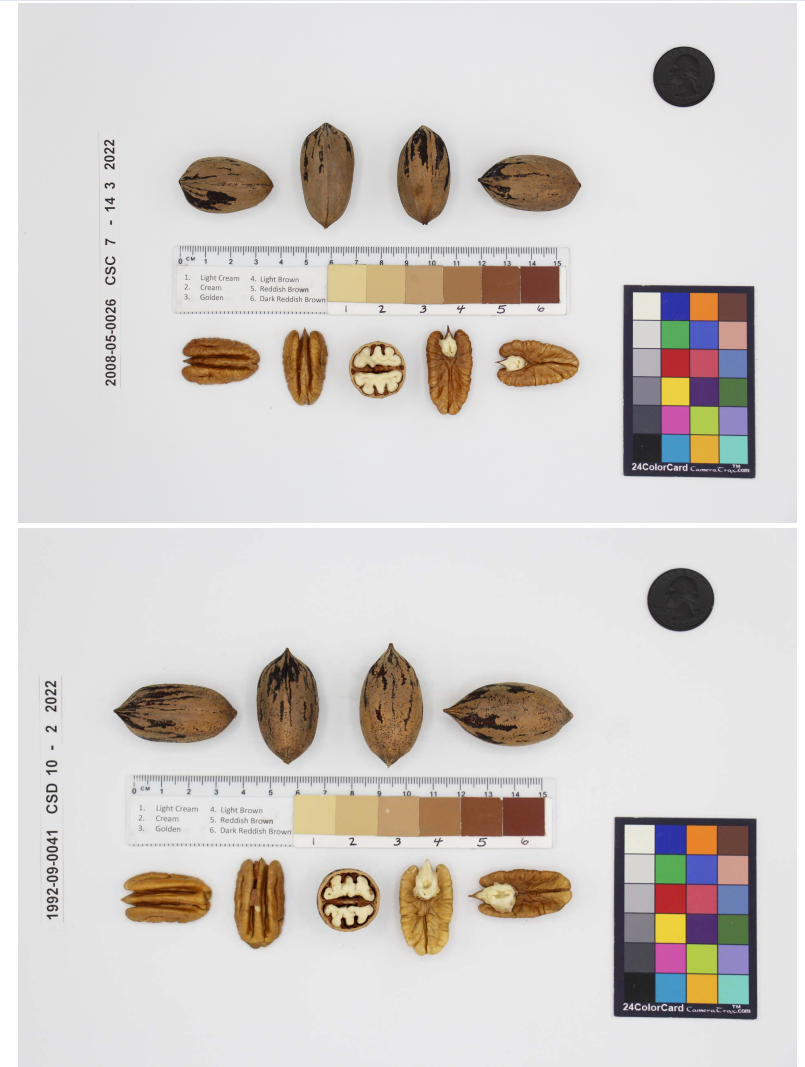 2008-05-0026 CSC 7 - 14 3 2022
0 CM 1 2 3 4 5 6 7 8 9 10 11 12 13 14 15
1. Light Cream 4. Light Brown
2. Cream 5. Reddish Brown
3. Golden 6. Dark Reddish Brown
1 2 3 4 5 6
24ColorCard CameraTrax.com™
1992-09-0041 CSD 10 - 2 2022
0 CM 1 2 3 4 5 6 7 8 9 10 11 12 13 14 15
1. Light Cream 4. Light Brown
2. Cream 5. Reddish Brown
3. Golden 6. Dark Reddish Brown
1 2 3 4 5 6
24ColorCard CameraTrax.com™